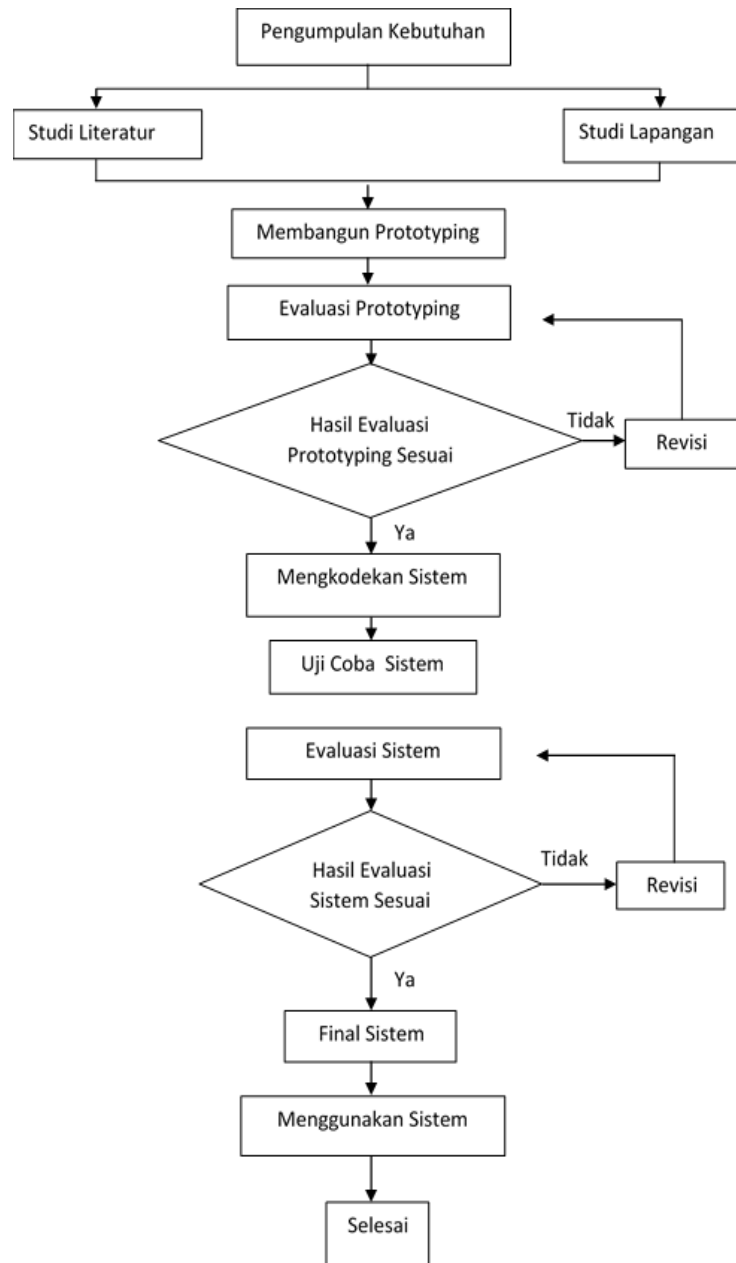 Pengumpulan Kebutuhan
Studi Literatur
Studi Lapangan
Membangun Prototyping
Evaluasi Prototyping
Hasil Evaluasi
Prototyping Sesuai
Tidak
Revisi
Ya
Mengkodekan Sistem
Uji Coba Sistem
Evaluasi Sistem
Hasil Evaluasi
Sistem Sesuai
Tidak
Revisi
Ya
Final Sistem
Menggunakan Sistem
Selesai